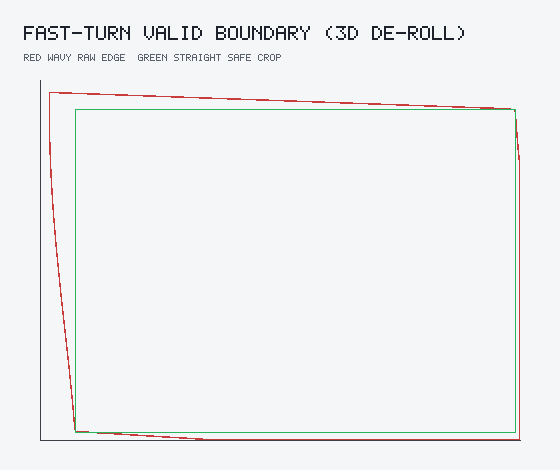 FAST-TURN VALID BOUNDARY (3D DE-ROLL)
RED WAVY RAW EDGE  GREEN STRAIGHT SAFE CROP